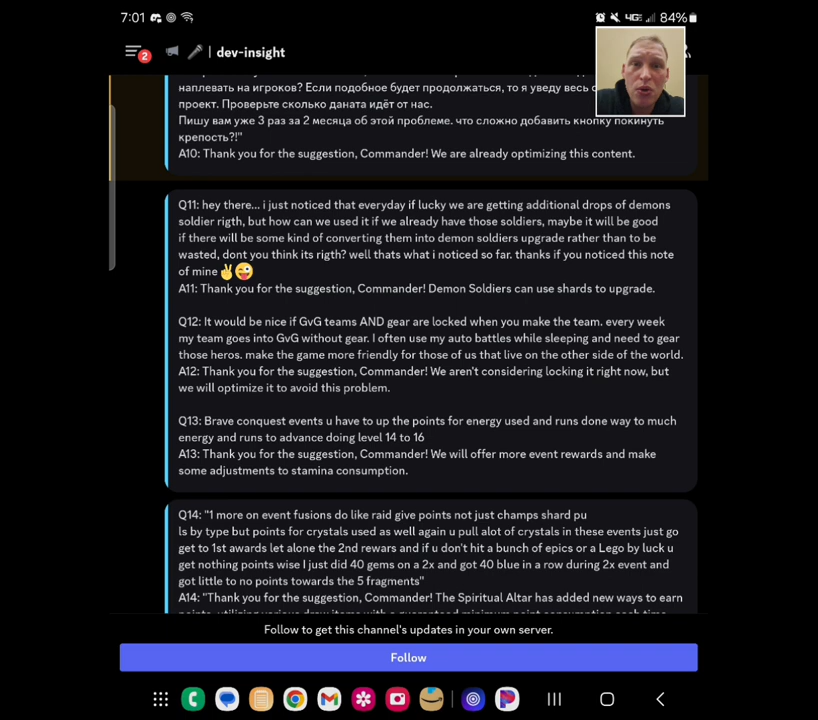 7:01
4G
84%
2
dev-insight
наплевать на игроков? Если подобное будет продолжаться, то я уведу весь
проект. Проверьте сколько даната идёт от нас.
Пишу вам уже 3 раз за 2 месяца об этой проблеме. что сложно добавить кнопку покинуть
крепость?!"
A10: Thank you for the suggestion, Commander! We are already optimizing this content.
Q11: hey there... i just noticed that everyday if lucky we are getting additional drops of demons
soldier rigth, but how can we used it if we already have those soldiers, maybe it will be good
if there will be some kind of converting them into demon soldiers upgrade rather than to be
wasted, dont you think its rigth? well thats what i noticed so far. thanks if you noticed this note
of mine ✌️😜
A11: Thank you for the suggestion, Commander! Demon Soldiers can use shards to upgrade.
Q12: It would be nice if GvG teams AND gear are locked when you make the team. every week
my team goes into GvG without gear. I often use my auto battles while sleeping and need to gear
those heros. make the game more friendly for those of us that live on the other side of the world.
A12: Thank you for the suggestion, Commander! We aren't considering locking it right now, but
we will optimize it to avoid this problem.
Q13: Brave conquest events u have to up the points for energy used and runs done way to much
energy and runs to advance doing level 14 to 16
A13: Thank you for the suggestion, Commander! We will offer more event rewards and make
some adjustments to stamina consumption.
Q14: "1 more on event fusions do like raid give points not just champs shard pu
ls by type but points for crystals used as well again u pull alot of crystals in these events just go
get to 1st awards let alone the 2nd rewars and if u don't hit a bunch of epics or a Lego by luck u
get nothing points wise I just did 40 gems on a 2x and got 40 blue in a row during 2x event and
got little to no points towards the 5 fragments"
A14: "Thank you for the suggestion, Commander! The Spiritual Altar has added new ways to earn
points, utilizing various draw items with a guaranteed minimum point consumption each time
Follow to get this channel's updates in your own server.
Follow